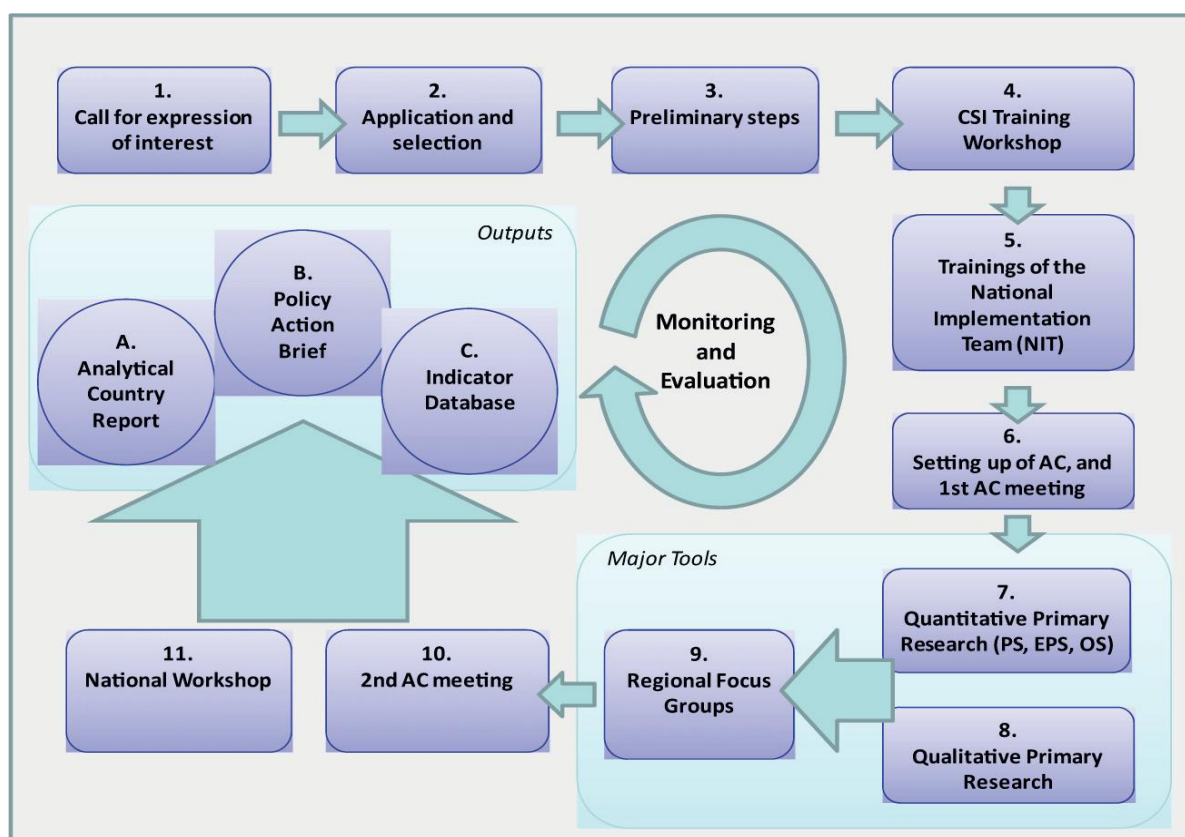 1.
Call for expression
of interest
2.
Application and
selection
3.
Preliminary steps
4.
CSI Training
Workshop
5.
Trainings of the
National
Implementation
Team (NIT)
6.
Setting up of AC, and
1st AC meeting
Major Tools
7.
Quantitative Primary
Research (PS, EPS, OS)
8.
Qualitative Primary
Research
9.
Regional Focus
Groups
10.
2nd AC meeting
11.
National Workshop
Outputs
A.
Analytical
Country
Report
B.
Policy
Action
Brief
C.
Indicator
Database
Monitoring
and
Evaluation